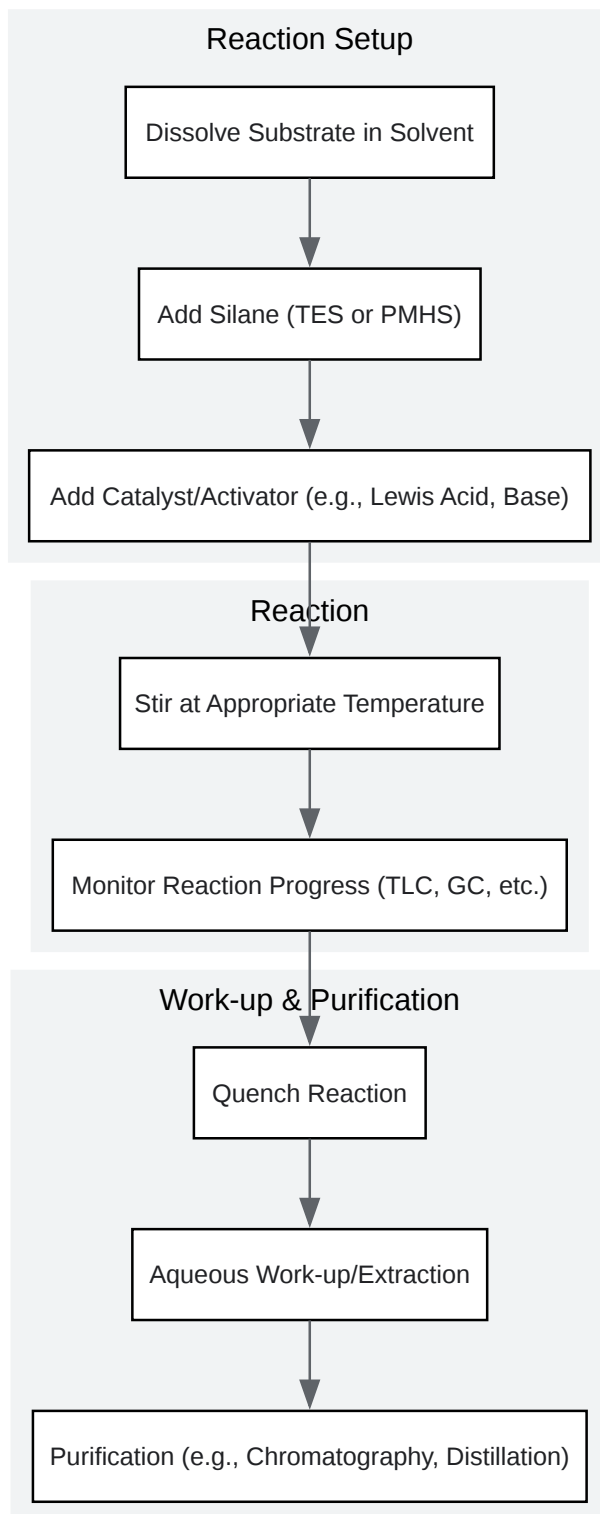 Reaction Setup
Dissolve Substrate in Solvent
Add Silane (TES or PMHS)
Add Catalyst/Activator (e.g., Lewis Acid, Base)
Reaction
Stir at Appropriate Temperature
Monitor Reaction Progress (TLC, GC, etc.)
Work-up & Purification
Quench Reaction
Aqueous Work-up/Extraction
Purification (e.g., Chromatography, Distillation)